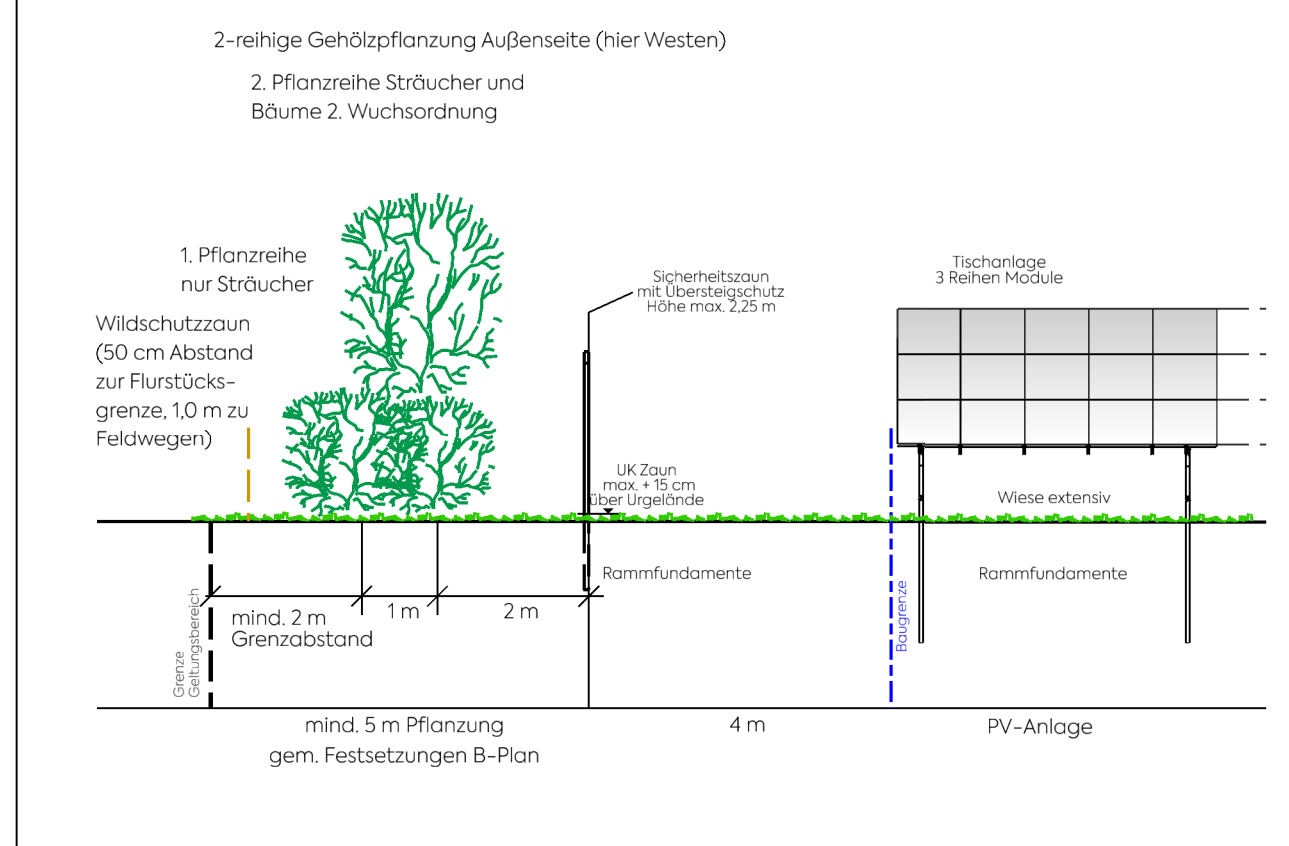 2-reihige Gehölzpflanzung Außenseite (hier Westen)
2. Pflanzreihe Sträucher und
Bäume 2. Wuchsordnung
1. Pflanzreihe
nur Sträucher
Wildschutzzaun
(50 cm Abstand
zur Flurstücks-
grenze, 1,0 m zu
Feldwegen)
Sicherheitszaun
mit Übersteigschutz
Höhe max. 2,25 m
Tischanlage
3 Reihen Module
UK Zaun
max. + 15 cm
über Urgelände
Wiese extensiv
Rammfundamente
Rammfundamente
Grenze
Geltungsbereich
mind. 2 m
Grenzabstand
1 m
2 m
Baugrenze
mind. 5 m Pflanzung
gem. Festsetzungen B-Plan
4 m
PV-Anlage